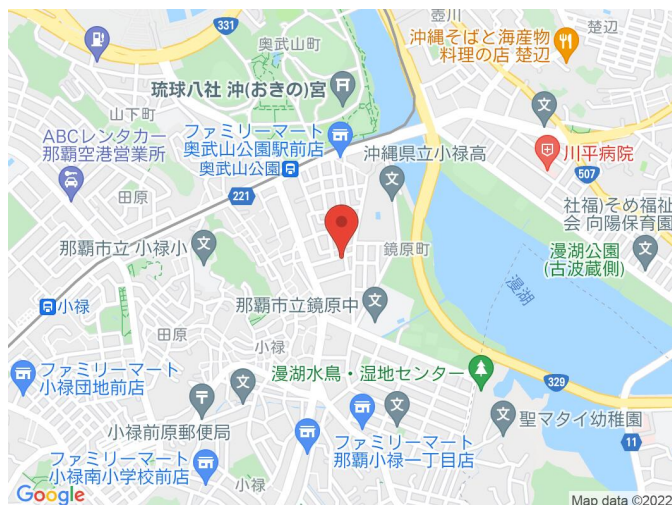 331
奥武山町
壺川
楚辺
沖縄そばと海産物
料理の店 楚辺
琉球八社 沖(おきの)宮
山下町
ABCレンタカー
那覇空港営業所
ファミリーマート
奥武山公園駅前店
奥武山公園
沖縄県立小禄高
川平病院
507
田原
221
社福)そめ福祉
会 向陽保育園
那覇市立 小禄小
鏡原町
漫湖公園
(古波蔵側)
漫湖
小禄
那覇市立鏡原中
田原
小禄
ファミリーマート
小禄団地前店
漫湖水鳥・湿地センター
329
小禄前原郵便局
聖マタイ幼稚園
11
ファミリーマート
那覇小禄一丁目店
ファミリーマート
小禄南小学校前店
小禄
Google
Map data ©2022